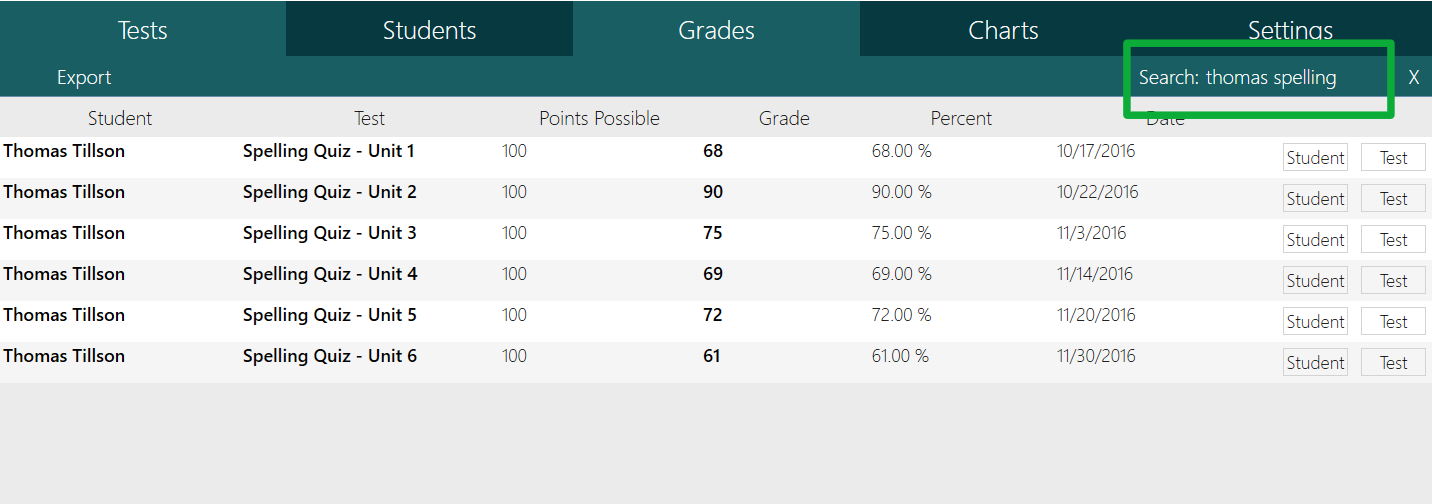 Tests Students Grades Charts Settings
Export Search: thomas spelling X
Student Test Points Possible Grade Percent Date
Thomas Tillson Spelling Quiz - Unit 1 100 68 68.00 % 10/17/2016 Student Test
Thomas Tillson Spelling Quiz - Unit 2 100 90 90.00 % 10/22/2016 Student Test
Thomas Tillson Spelling Quiz - Unit 3 100 75 75.00 % 11/3/2016 Student Test
Thomas Tillson Spelling Quiz - Unit 4 100 69 69.00 % 11/14/2016 Student Test
Thomas Tillson Spelling Quiz - Unit 5 100 72 72.00 % 11/20/2016 Student Test
Thomas Tillson Spelling Quiz - Unit 6 100 61 61.00 % 11/30/2016 Student Test